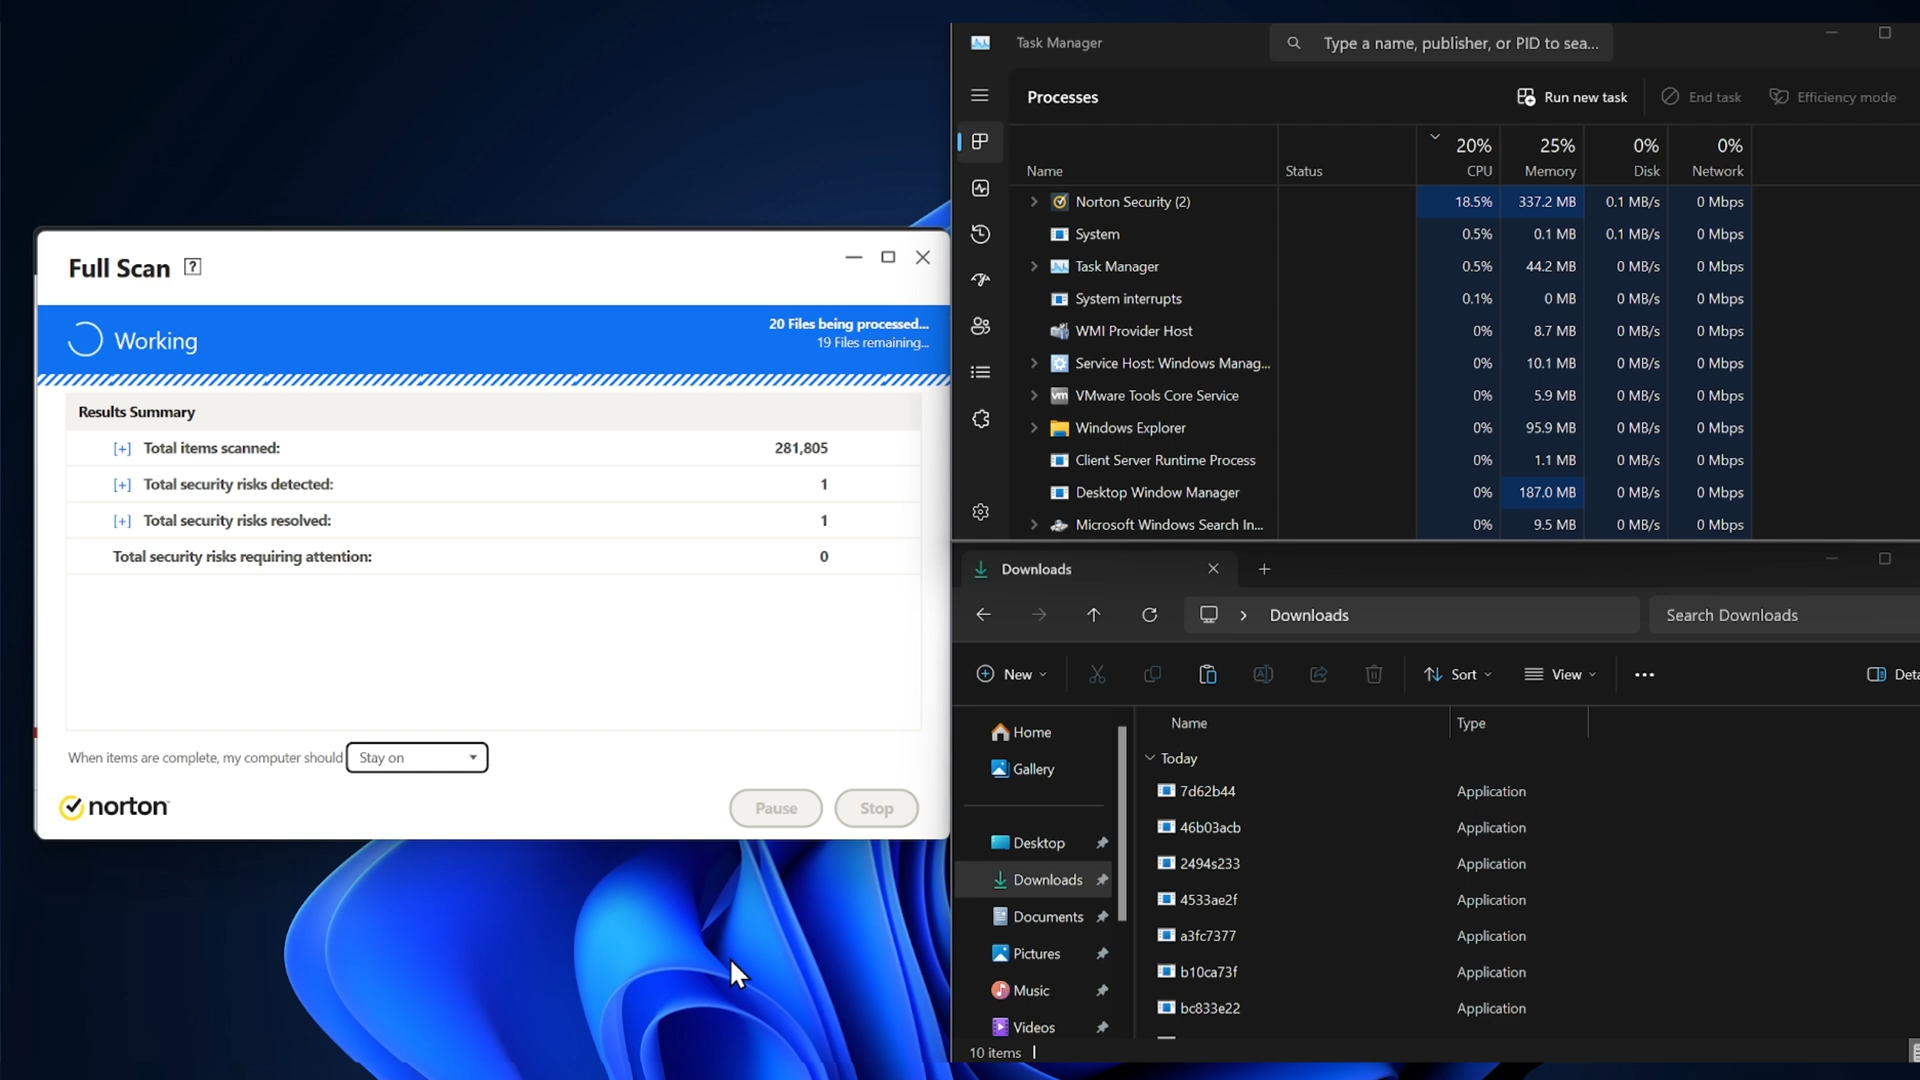 Full Scan ?
Working
20 Files being processed...
19 Files remaining...
Results Summary
[+] Total items scanned: 281,805
[+] Total security risks detected: 1
[+] Total security risks resolved: 1
Total security risks requiring attention: 0
When items are complete, my computer should Stay on
norton
Pause Stop
Task Manager
Type a name, publisher, or PID to sea...
Processes
Run new task End task Efficiency mode
20% 25% 0% 0%
Name Status CPU Memory Disk Network
Norton Security (2) 18.5% 337.2 MB 0.1 MB/s 0 Mbps
System 0.5% 0.1 MB 0.1 MB/s 0 Mbps
Task Manager 0.5% 44.2 MB 0 MB/s 0 Mbps
System interrupts 0.1% 0 MB 0 MB/s 0 Mbps
WMI Provider Host 0% 8.7 MB 0 MB/s 0 Mbps
Service Host: Windows Manag... 0% 10.1 MB 0 MB/s 0 Mbps
vm VMware Tools Core Service 0% 5.9 MB 0 MB/s 0 Mbps
Windows Explorer 0% 95.9 MB 0 MB/s 0 Mbps
Client Server Runtime Process 0% 1.1 MB 0 MB/s 0 Mbps
Desktop Window Manager 0% 187.0 MB 0 MB/s 0 Mbps
Microsoft Windows Search In... 0% 9.5 MB 0 MB/s 0 Mbps
Downloads
Downloads
Search Downloads
New Sort View ... Deta
Home
Gallery
Desktop
Downloads
Documents
Pictures
Music
Videos
Name Type
Today
7d62b44 Application
46b03acb Application
2494s233 Application
4533ae2f Application
a3fc7377 Application
b10ca73f Application
bc833e22 Application
10 items